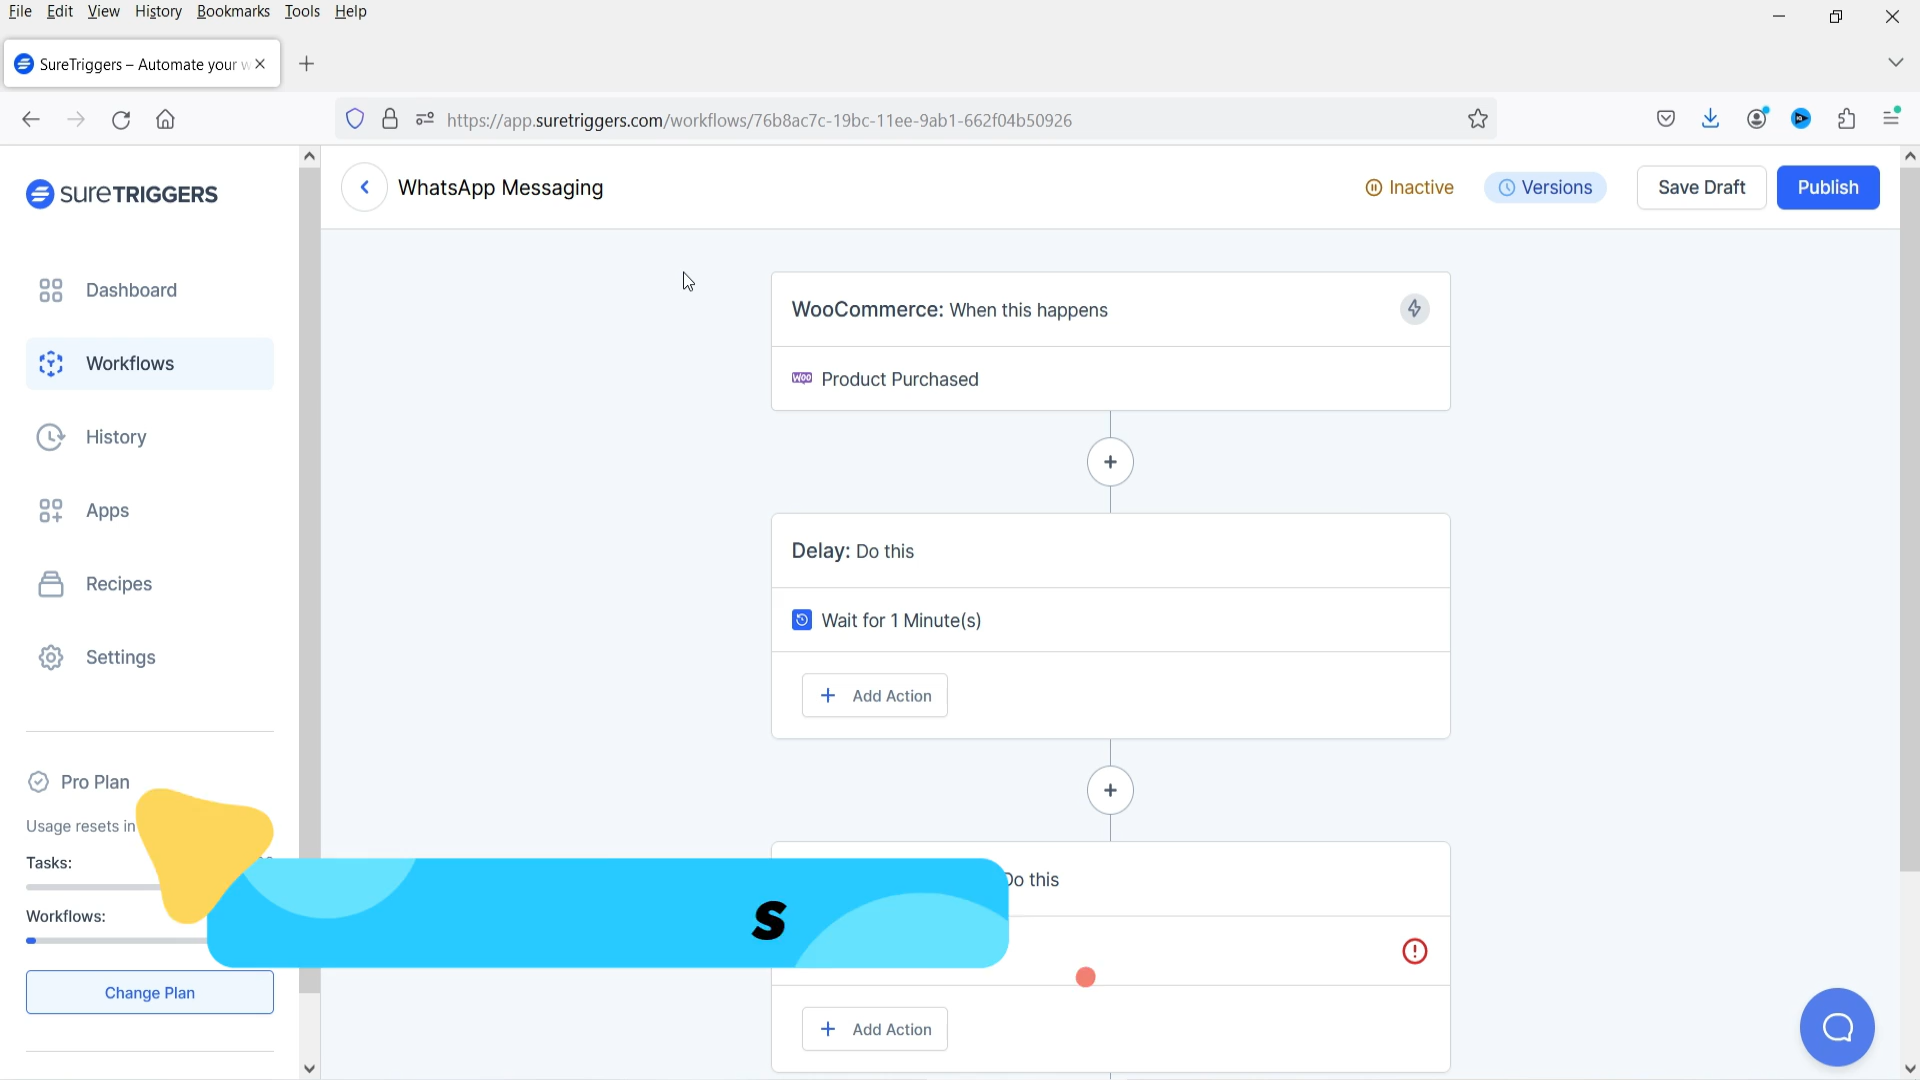 File Edit View History Bookmarks Tools Help
SureTriggers – Automate your w
https://app.suretriggers.com/workflows/76b8ac7c-19bc-11ee-9ab1-662f04b50926
SURETRIGGERS
WhatsApp Messaging
Inactive
Versions
Save Draft
Publish
Dashboard
Workflows
History
Apps
Recipes
Settings
Pro Plan
Usage resets in
Tasks:
Workflows:
Change Plan
WooCommerce: When this happens
Woo Product Purchased
Delay: Do this
Wait for 1 Minute(s)
Add Action
Do this
S
Add Action